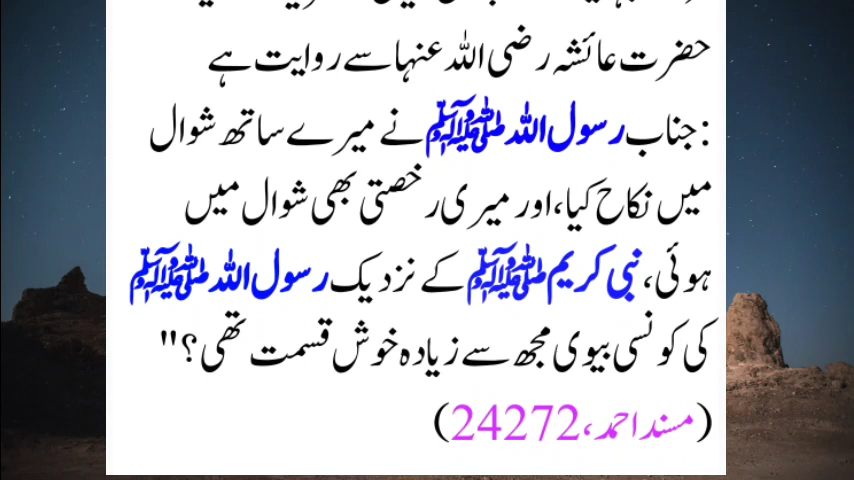 حضرت عائشہ رضی اللہ عنہا سے روایت ہے
: جناب رسول اللہ ﷺ نے میرے ساتھ شوال
میں نکاح کیا، اور میری رخصتی بھی شوال میں
ہوئی، نبی کریم ﷺ کے نزدیک رسول اللہ ﷺ
کی کونسی بیوی مجھ سے زیادہ خوش قسمت تھی؟"
(مسند احمد، 24272)